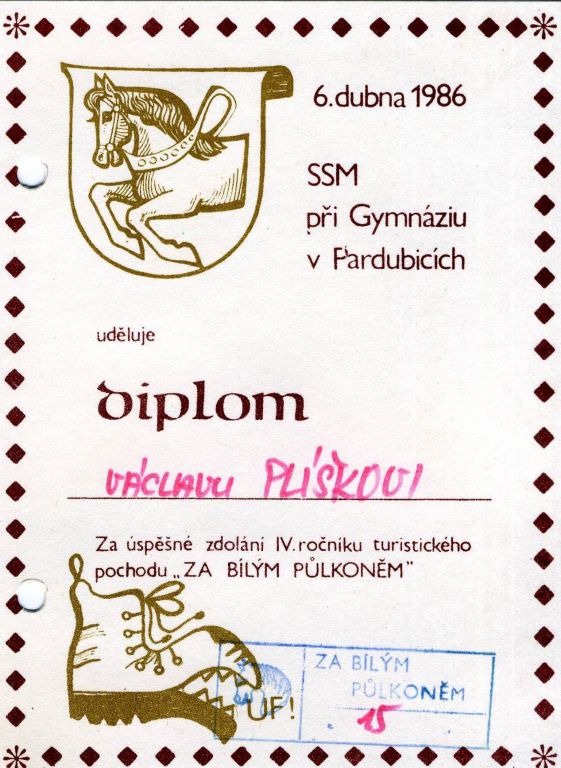 6. dubna 1986
SSM
při Gymnáziu
v Pardubicích
uděluje
diplom
VÁCLAVU PLÍŠKOVI
Za úspěšné zdolání IV. ročníku turistického
pochodu „ZA BÍLÝM PŮLKONĚM"
UF!
ZA BÍLÝM
PŮLKONĚM
15